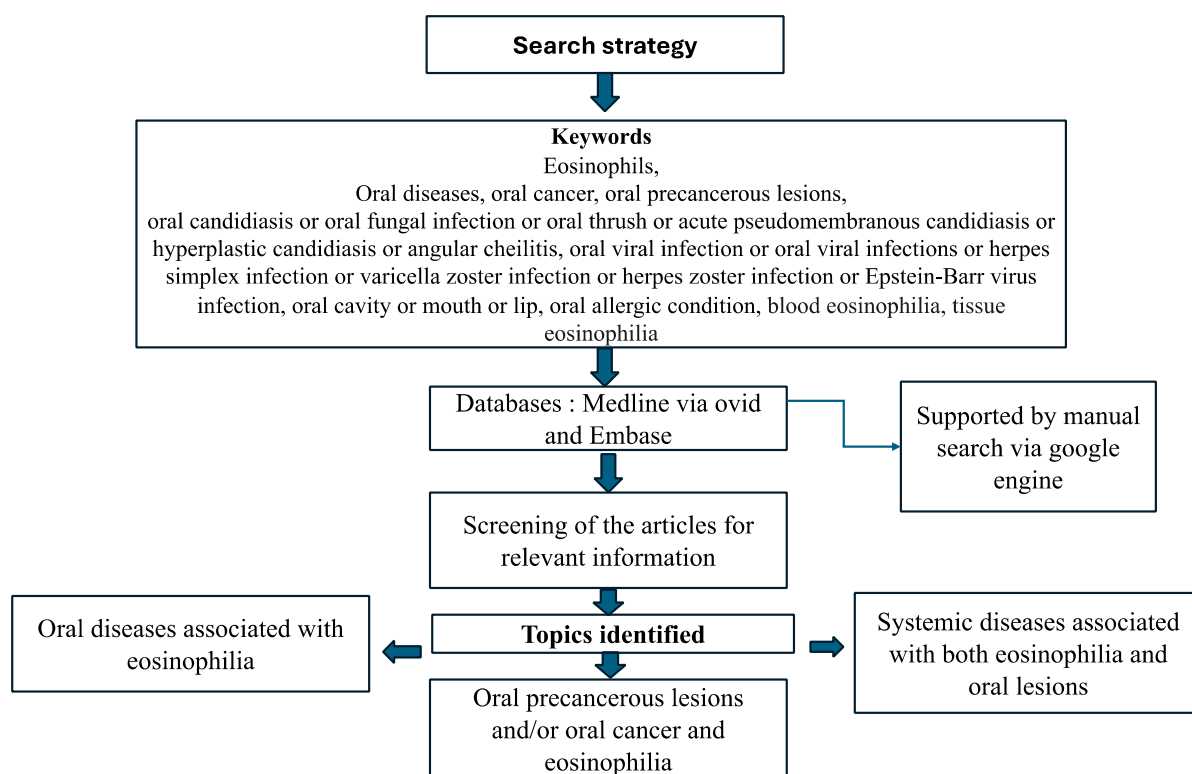 Search strategy
Keywords
Eosinophils,
Oral diseases, oral cancer, oral precancerous lesions,
oral candidiasis or oral fungal infection or oral thrush or acute pseudomembranous candidiasis or
hyperplastic candidiasis or angular cheilitis, oral viral infection or oral viral infections or herpes
simplex infection or varicella zoster infection or herpes zoster infection or Epstein-Barr virus
infection, oral cavity or mouth or lip, oral allergic condition, blood eosinophilia, tissue
eosinophilia
Databases : Medline via ovid
and Embase
Supported by manual
search via google
engine
Screening of the articles for
relevant information
Topics identified
Oral diseases associated with
eosinophilia
Oral precancerous lesions
and/or oral cancer and
eosinophilia
Systemic diseases associated
with both eosinophilia and
oral lesions